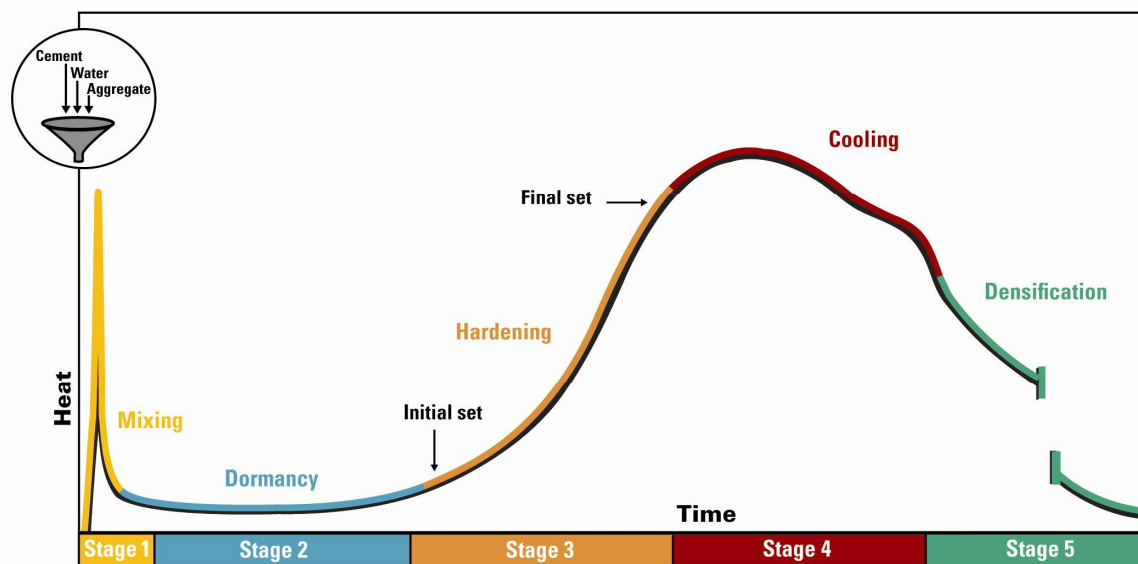 Cement
Water
Aggregate
Cooling
Final set
Densification
Hardening
Heat
Initial set
Mixing
Dormancy
Time
Stage 1
Stage 2
Stage 3
Stage 4
Stage 5